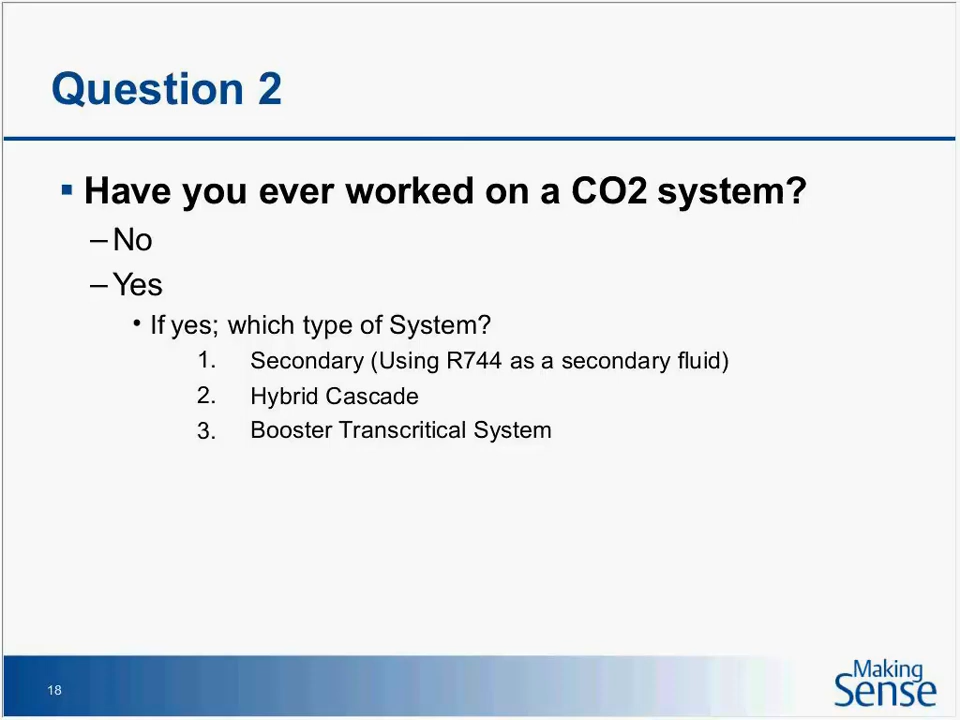 Question 2
▪ Have you ever worked on a CO2 system?
– No
– Yes
• If yes; which type of System?
1. Secondary (Using R744 as a secondary fluid)
2. Hybrid Cascade
3. Booster Transcritical System
18
Making
Sense